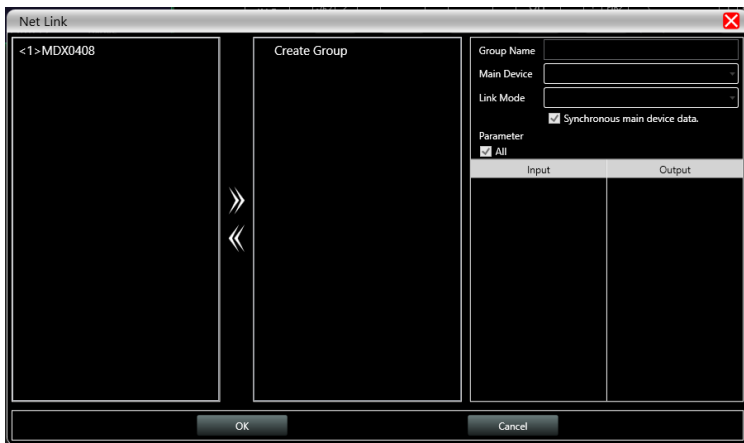 Net Link
<1>MDX0408
Create Group
Group Name
Main Device
Link Mode
Synchronous main device data.
Parameter
All
Input
Output
OK
Cancel